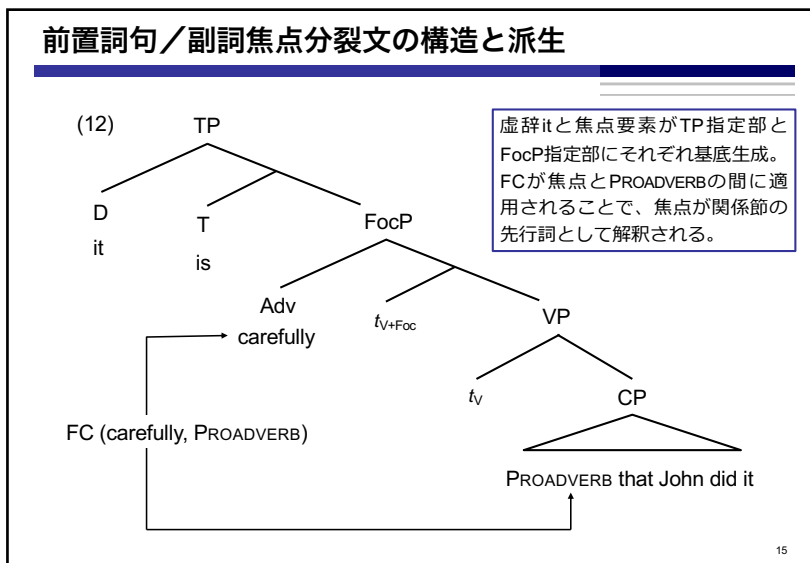 前置詞句／副詞焦点分裂文の構造と派生
(12)
TP
虚辞itと焦点要素がTP指定部と
FocP指定部にそれぞれ基底生成。
FCが焦点とPROADVERBの間に適
用されることで、焦点が関係節の
先行詞として解釈される。
D
T
FocP
it
is
Adv
tV+Foc
VP
carefully
tV
CP
FC (carefully, PROADVERB)
PROADVERB that John did it
15